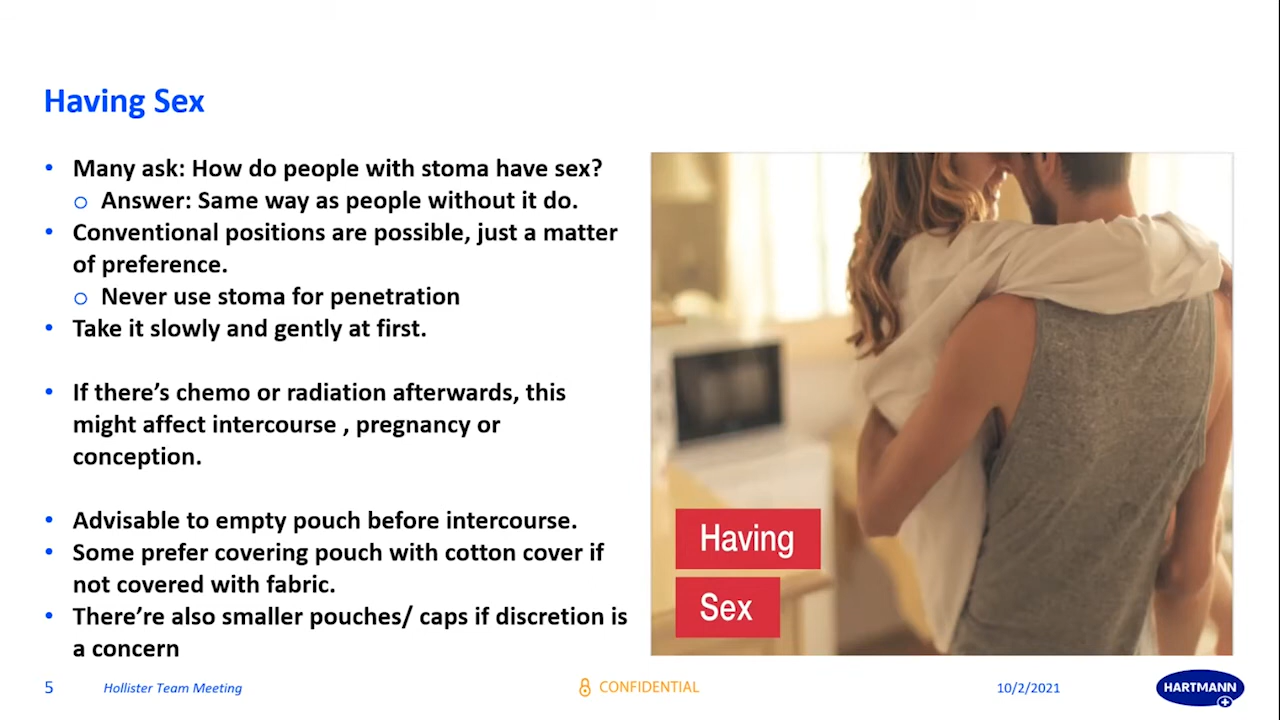 Having Sex
• Many ask: How do people with stoma have sex?
o Answer: Same way as people without it do.
• Conventional positions are possible, just a matter
of preference.
o Never use stoma for penetration
• Take it slowly and gently at first.
• If there’s chemo or radiation afterwards, this
might affect intercourse , pregnancy or
conception.
• Advisable to empty pouch before intercourse.
• Some prefer covering pouch with cotton cover if
not covered with fabric.
• There’re also smaller pouches/ caps if discretion is
a concern
Having
Sex
5 Hollister Team Meeting CONFIDENTIAL 10/2/2021 HARTMANN